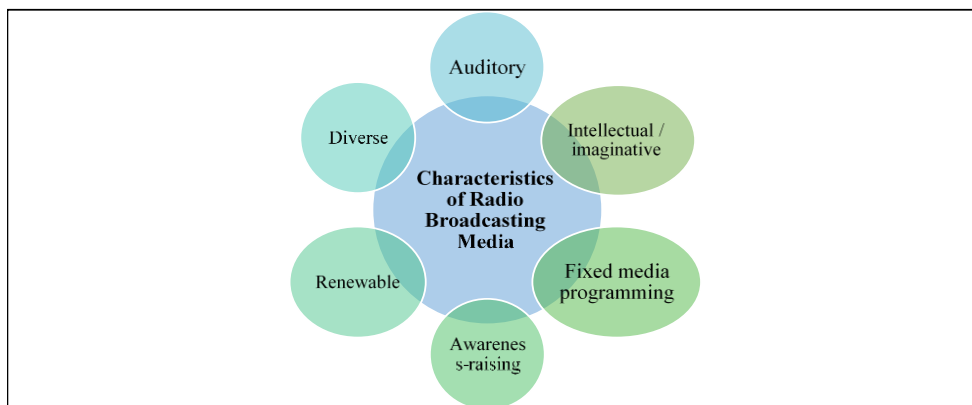 Auditory
Intellectual /
imaginative
Diverse
Characteristics
of Radio
Broadcasting
Media
Fixed media
programming
Renewable
Awarenes
s-raising